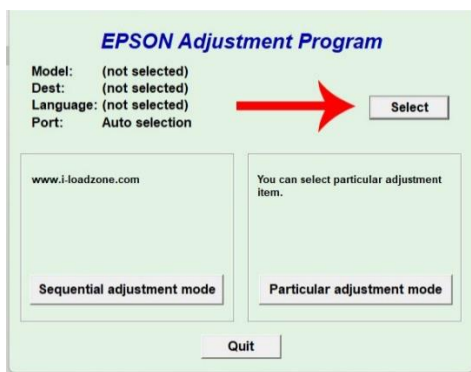 EPSON Adjustment Program
Model: (not selected)
Dest: (not selected)
Language: (not selected)
Port: Auto selection
Select
www.i-loadzone.com
You can select particular adjustment
item.
Sequential adjustment mode
Particular adjustment mode
Quit